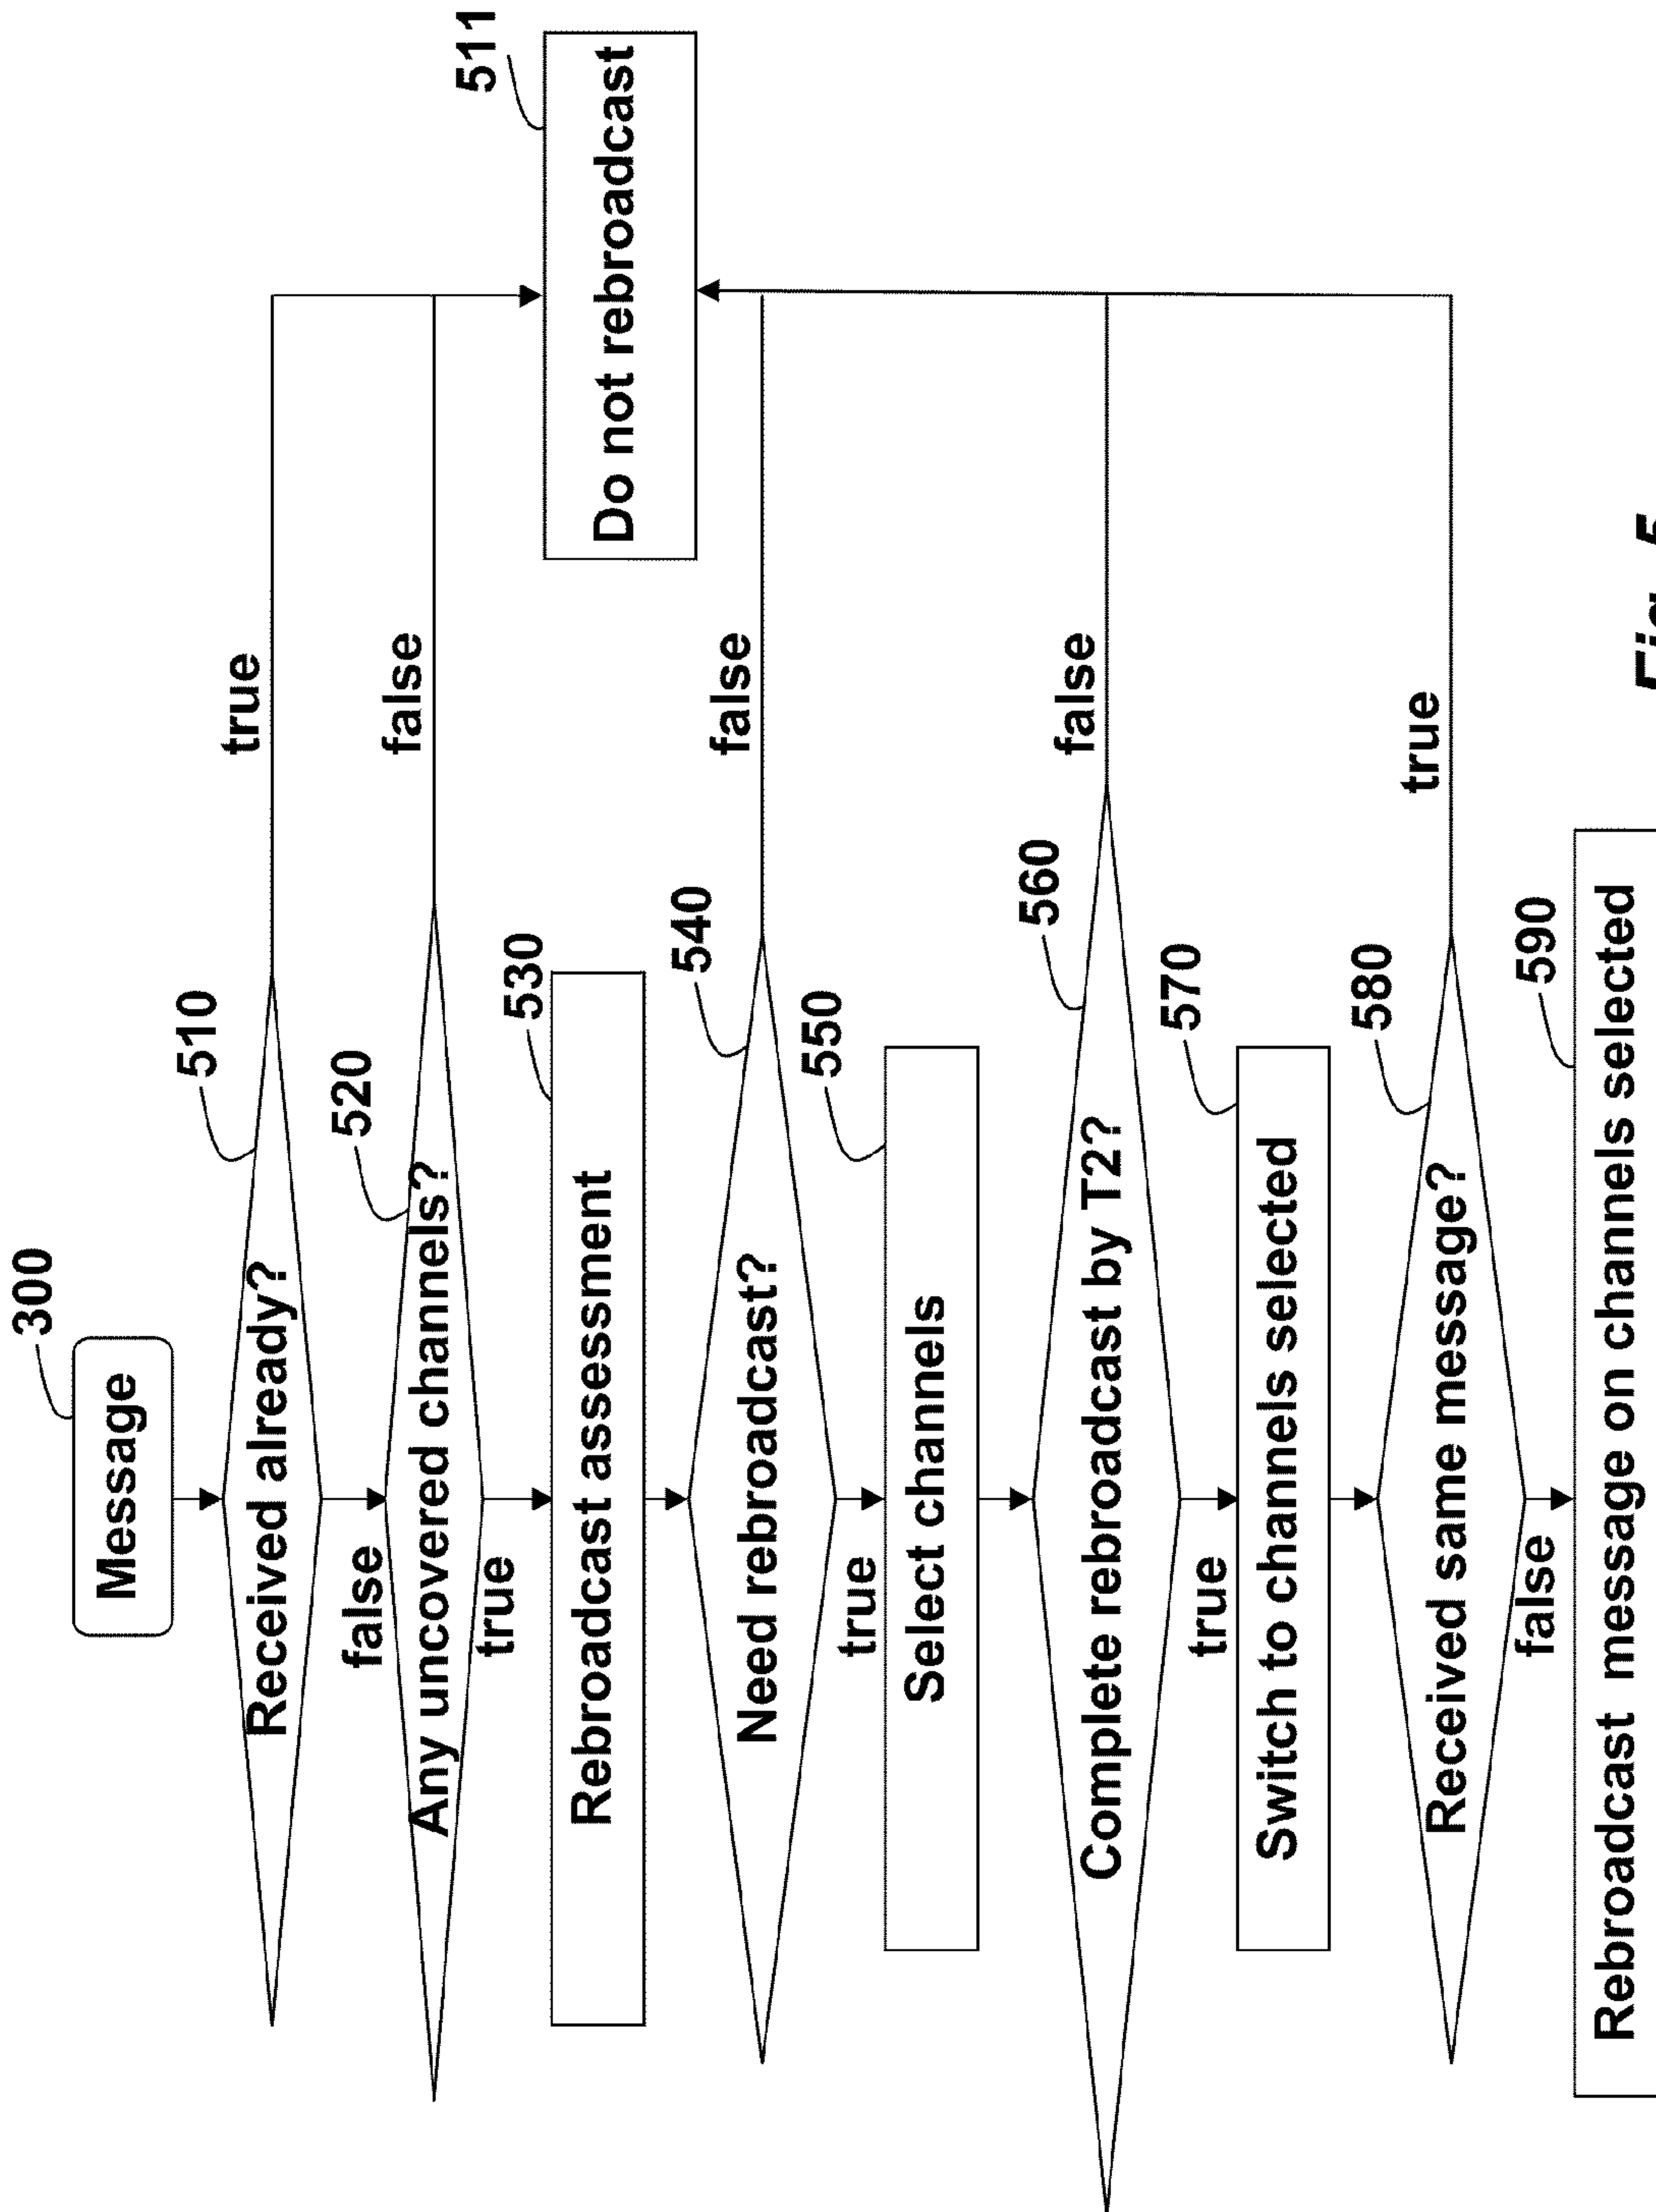 300
Message
510
Received already?
true
false
520
Any uncovered channels?
false
true
511
Do not rebroadcast
530
Rebroadcast assessment
540
Need rebroadcast?
false
true
550
Select channels
560
Complete rebroadcast by T2?
false
true
570
Switch to channels selected
580
Received same message?
true
false
590
Rebroadcast message on channels selected
Fig. 5